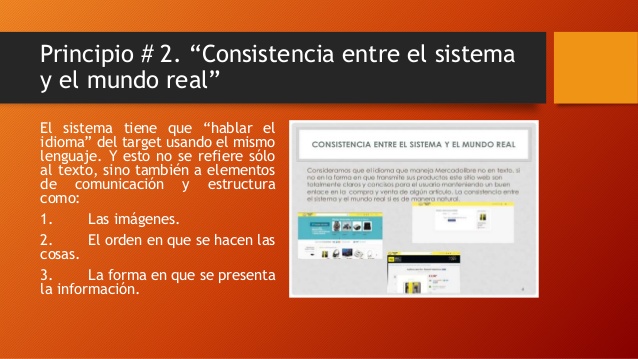 Principio # 2. “Consistencia entre el sistema
y el mundo real”
El sistema tiene que “hablar el
idioma” del target usando el mismo
lenguaje. Y esto no se refiere sólo
al texto, sino también a elementos
de comunicación y estructura
como:
1. Las imágenes.
2. El orden en que se hacen las
cosas.
3. La forma en que se presenta
la información.
CONSISTENCIA ENTRE EL SISTEMA Y EL MUNDO REAL
Consideramos que el idioma que maneja Mercadolibre no en texto, si
no en la forma en que transmite sus productos este sitio web son
totalmente claros y concisos para el usuario manteniendo un buen
enlace en la compra y venta de algún artículo. La consistencia entre
el sistema y el mundo real si es de manera natural.